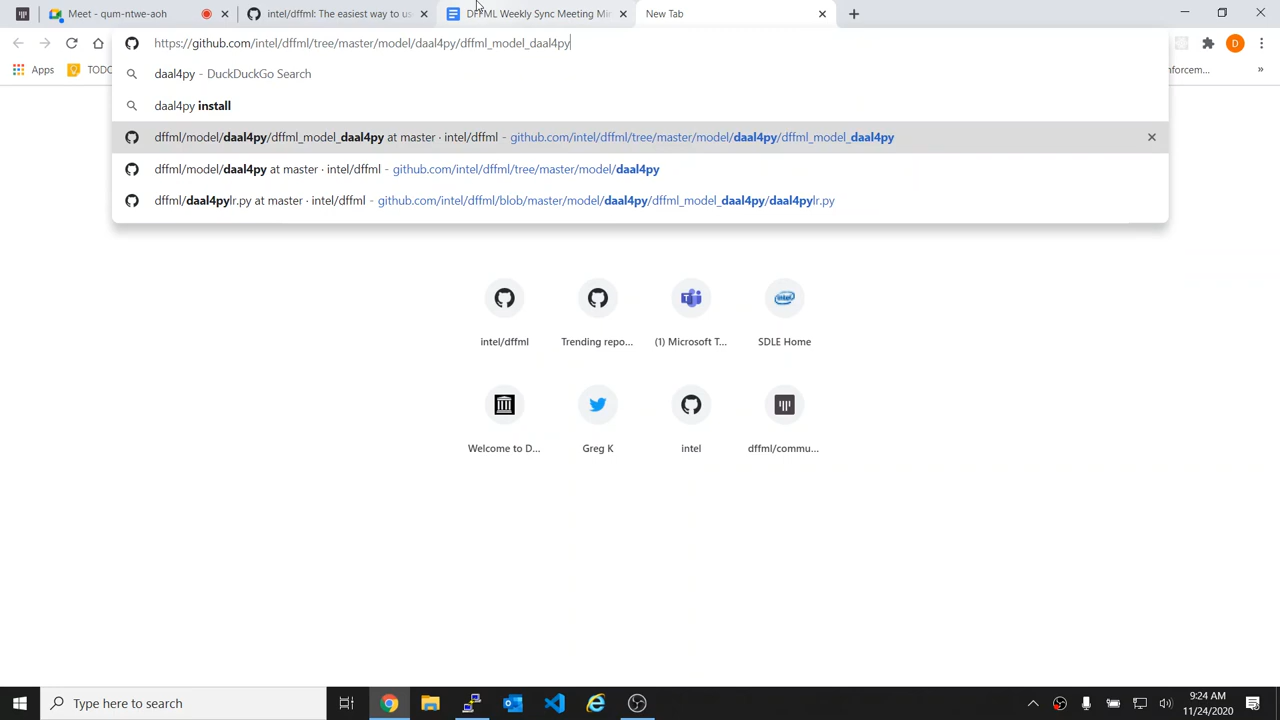 Meet - qum-ntwe-aoh
intel/dffml: The easiest way to us
DFFML Weekly Sync Meeting Min
New Tab
https://github.com/intel/dffml/tree/master/model/daal4py/dffml_model_daal4py
Apps
TODO
nforcem...
»
daal4py - DuckDuckGo Search
daal4py install
dffml/model/daal4py/dffml_model_daal4py at master · intel/dffml - github.com/intel/dffml/tree/master/model/daal4py/dffml_model_daal4py
dffml/model/daal4py at master · intel/dffml - github.com/intel/dffml/tree/master/model/daal4py
dffml/daal4pylr.py at master · intel/dffml - github.com/intel/dffml/blob/master/model/daal4py/dffml_model_daal4py/daal4pylr.py
D
intel
intel/dffml
Trending repo...
(1) Microsoft T...
SDLE Home
Welcome to D...
Greg K
intel
dffml/commu...
Type here to search
9:24 AM
11/24/2020